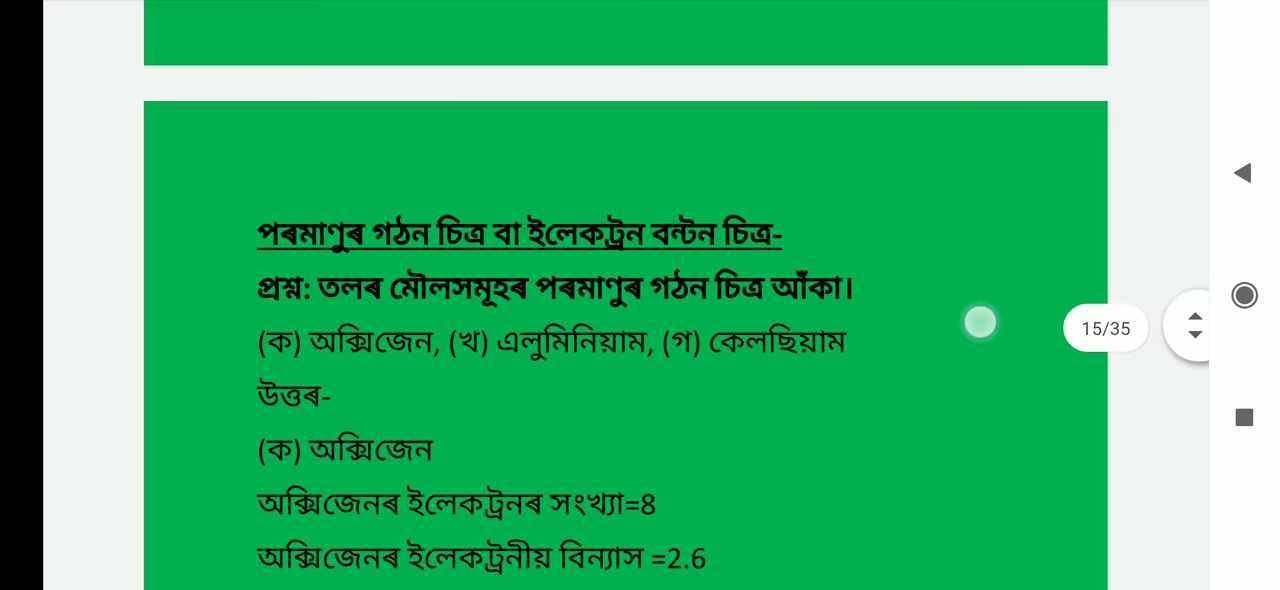 পৰমাণুৰ গঠন চিত্ৰ বা ইলেকট্ৰন বন্টন চিত্ৰ-
প্ৰশ্ন: তলৰ মৌলসমূহৰ পৰমাণুৰ গঠন চিত্ৰ আঁকা।
(ক) অক্সিজেন, (খ) এলুমিনিয়াম, (গ) কেলছিয়াম
15/35
উত্তৰ-
(ক) অক্সিজেন
অক্সিজেনৰ ইলেকট্ৰনৰ সংখ্যা=8
অক্সিজেনৰ ইলেকট্ৰনীয় বিন্যাস =2.6